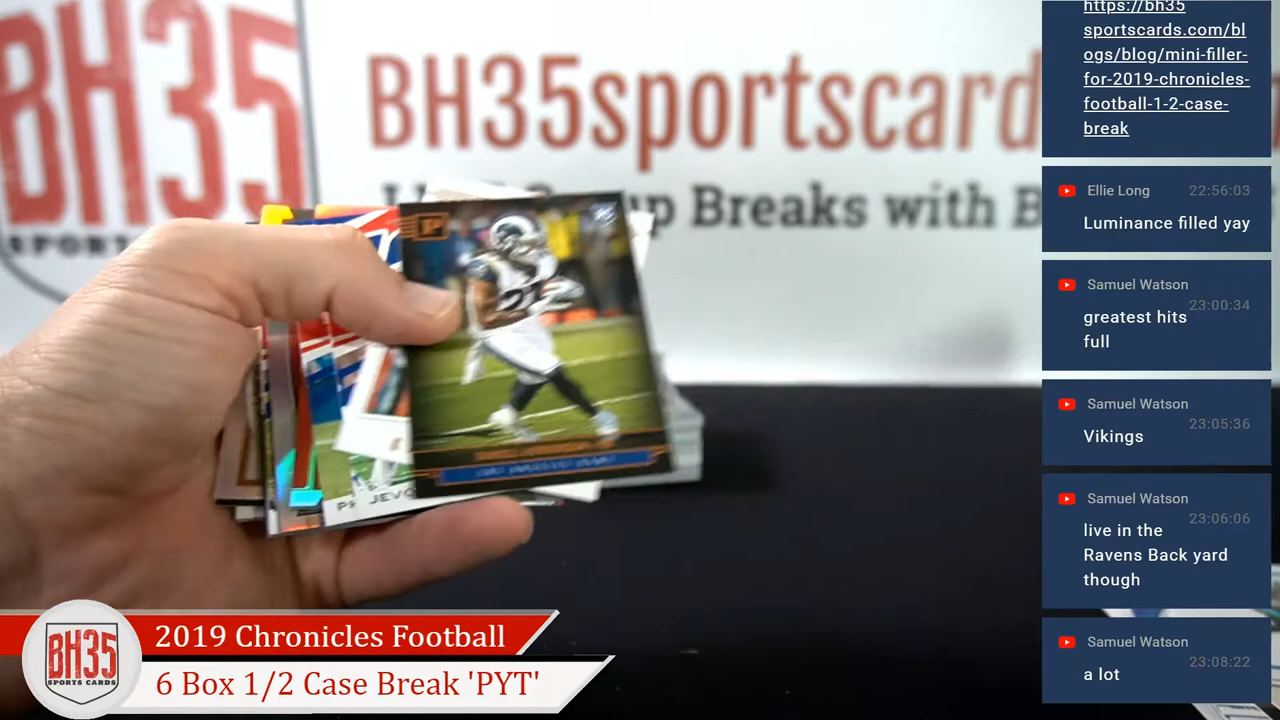 BH35
SPORTS
BH35sportscard
up Breaks with B
P
JEVO
https://bh35
sportscards.com/bl
ogs/blog/mini-filler-
for-2019-chronicles-
football-1-2-case-
break
Ellie Long 22:56:03
Luminance filled yay
Samuel Watson
23:00:34
greatest hits
full
Samuel Watson
23:05:36
Vikings
Samuel Watson
23:06:06
live in the
Ravens Back yard
though
Samuel Watson
23:08:22
a lot
BH35
SPORTS CARDS
2019 Chronicles Football
6 Box 1/2 Case Break 'PYT'